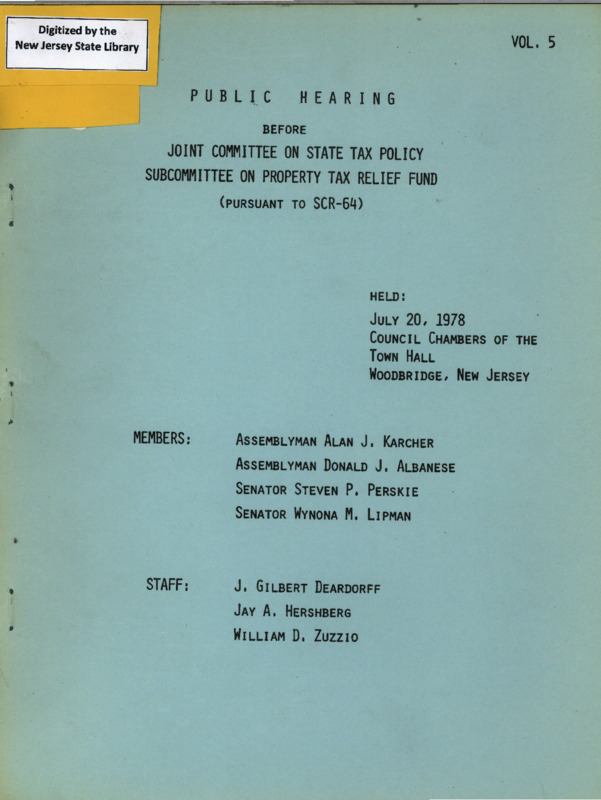 Digitized by the
New Jersey State Library
VOL. 5
PUBLIC HEARING
BEFORE
JOINT COMMITTEE ON STATE TAX POLICY
SUBCOMMITTEE ON PROPERTY TAX RELIEF FUND
(PURSUANT TO SCR-64)
HELD:
JULY 20, 1978
COUNCIL CHAMBERS OF THE
TOWN HALL
WOODBRIDGE, NEW JERSEY
MEMBERS: ASSEMBLYMAN ALAN J. KARCHER
ASSEMBLYMAN DONALD J. ALBANESE
SENATOR STEVEN P. PERSKIE
SENATOR WYNONA M. LIPMAN
STAFF: J. GILBERT DEARDORFF
JAY A. HERSHBERG
WILLIAM D. ZUZZIO